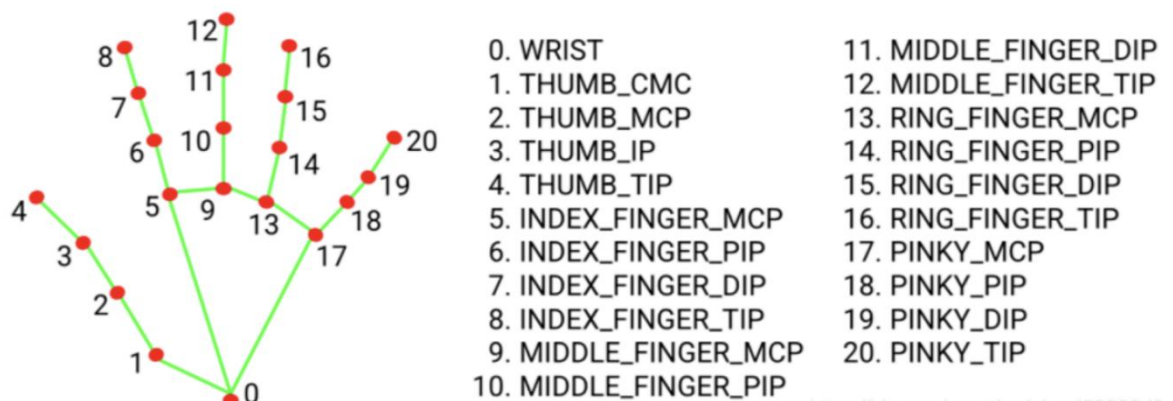 12
8
16
11
7
15
10
6
14
20
19
18
5
9
13
17
4
3
2
1
0
0. WRIST
1. THUMB_CMC
2. THUMB_MCP
3. THUMB_IP
4. THUMB_TIP
5. INDEX_FINGER_MCP
6. INDEX_FINGER_PIP
7. INDEX_FINGER_DIP
8. INDEX_FINGER_TIP
9. MIDDLE_FINGER_MCP
10. MIDDLE_FINGER_PIP
11. MIDDLE_FINGER_DIP
12. MIDDLE_FINGER_TIP
13. RING_FINGER_MCP
14. RING_FINGER_PIP
15. RING_FINGER_DIP
16. RING_FINGER_TIP
17. PINKY_MCP
18. PINKY_PIP
19. PINKY_DIP
20. PINKY_TIP